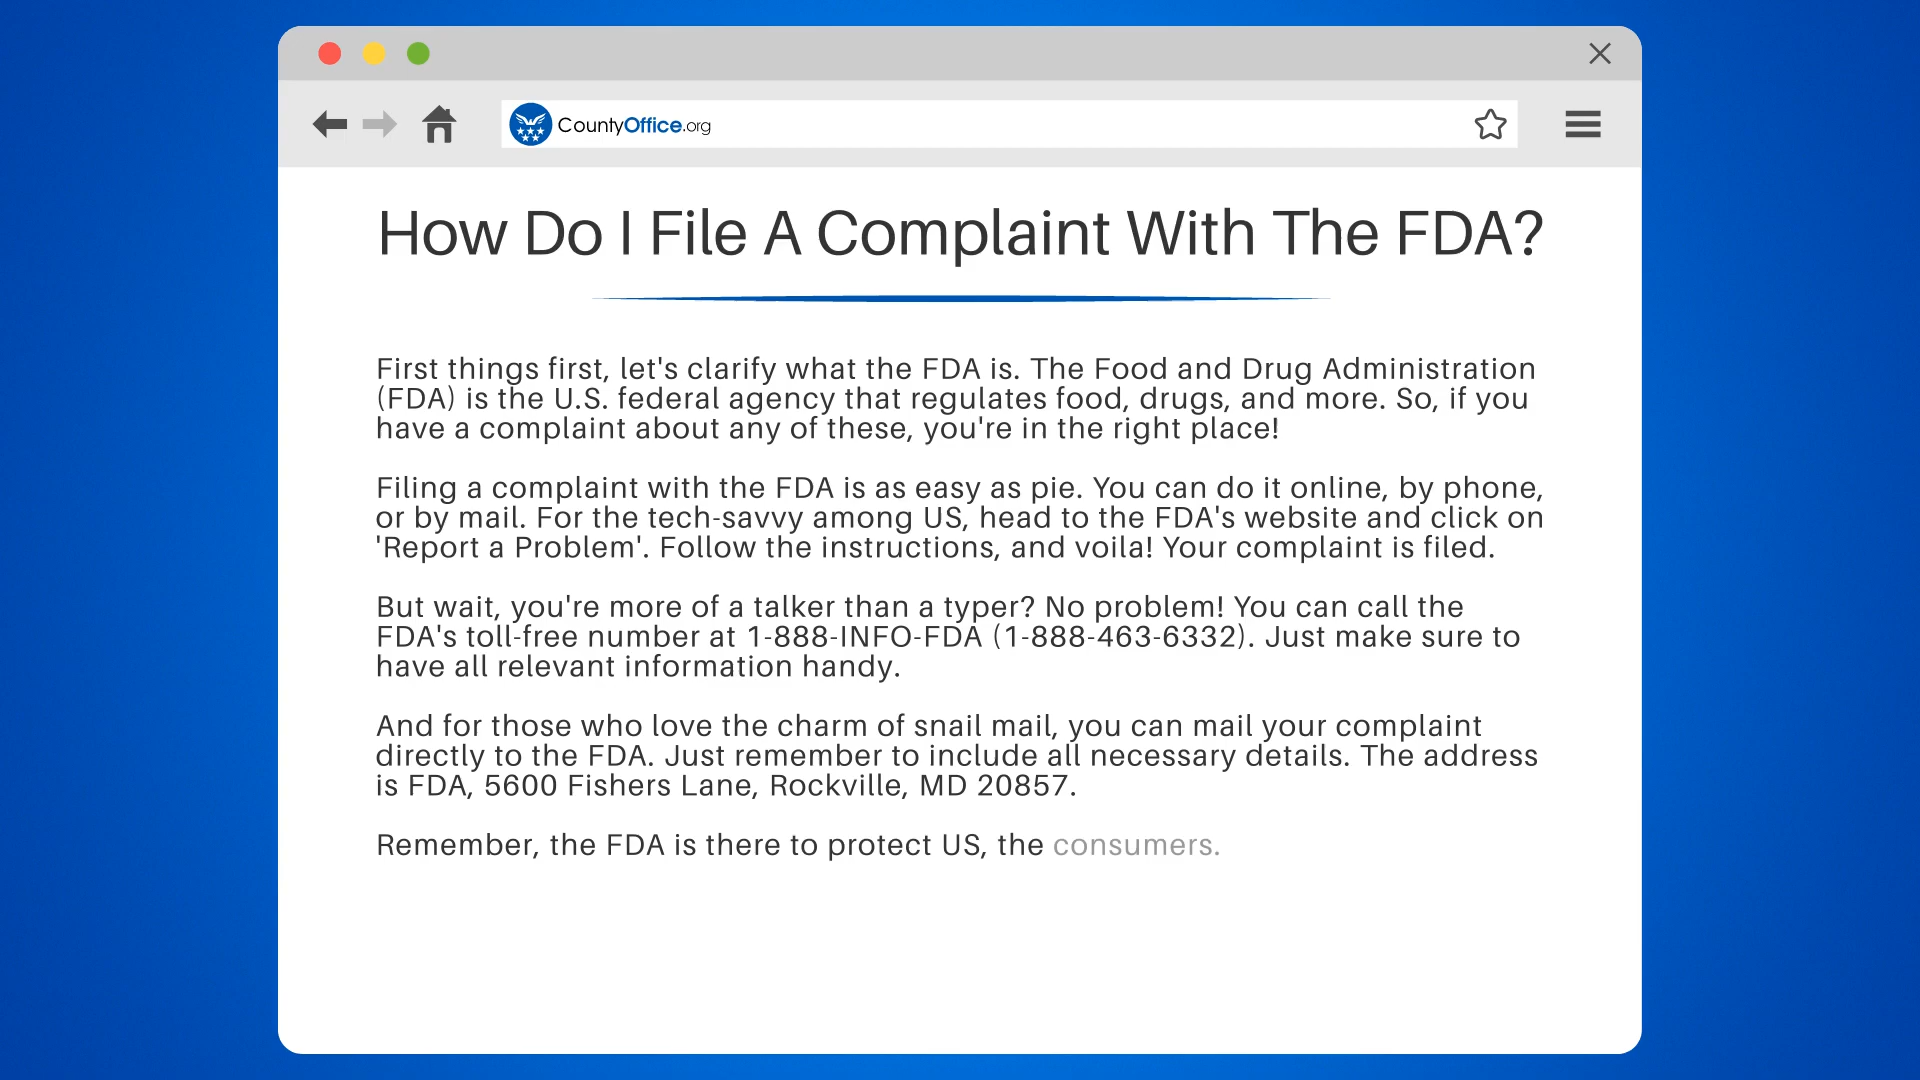 CountyOffice.org
How Do I File A Complaint With The FDA?
First things first, let's clarify what the FDA is. The Food and Drug Administration
(FDA) is the U.S. federal agency that regulates food, drugs, and more. So, if you
have a complaint about any of these, you're in the right place!
Filing a complaint with the FDA is as easy as pie. You can do it online, by phone,
or by mail. For the tech-savvy among US, head to the FDA's website and click on
'Report a Problem'. Follow the instructions, and voila! Your complaint is filed.
But wait, you're more of a talker than a typer? No problem! You can call the
FDA's toll-free number at 1-888-INFO-FDA (1-888-463-6332). Just make sure to
have all relevant information handy.
And for those who love the charm of snail mail, you can mail your complaint
directly to the FDA. Just remember to include all necessary details. The address
is FDA, 5600 Fishers Lane, Rockville, MD 20857.
Remember, the FDA is there to protect US, the consumers.